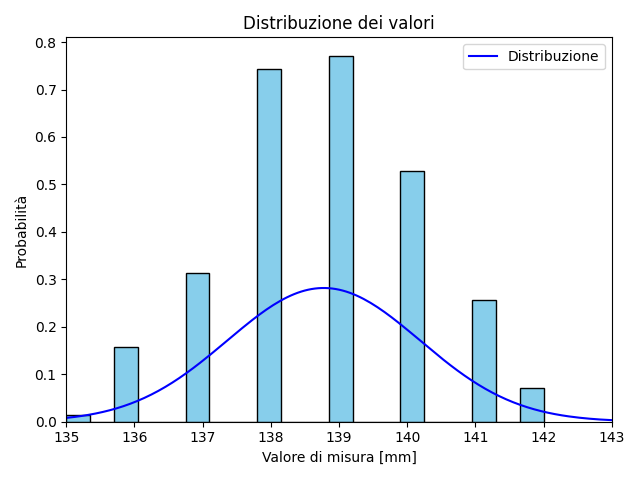 Distribuzione dei valori
Distribuzione
Probabilità
0.8
0.7
0.6
0.5
0.4
0.3
0.2
0.1
0.0
135 136 137 138 139 140 141 142 143
Valore di misura [mm]